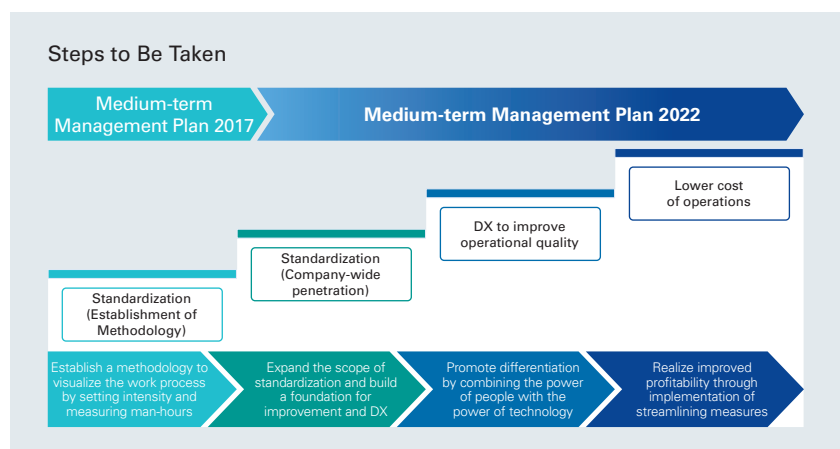 Steps to Be Taken
Medium-term
Management Plan 2017
Medium-term Management Plan 2022
Lower cost
of operations
DX to improve
operational quality
Standardization
(Company-wide
penetration)
Standardization
(Establishment of
Methodology)
Establish a methodology to
visualize the work process
by setting intensity and
measuring man-hours
Expand the scope of
standardization and build
a foundation for
improvement and DX
Promote differentiation
by combining the power
of people with the
power of technology
Realize improved
profitability through
implementation of
streamlining measures